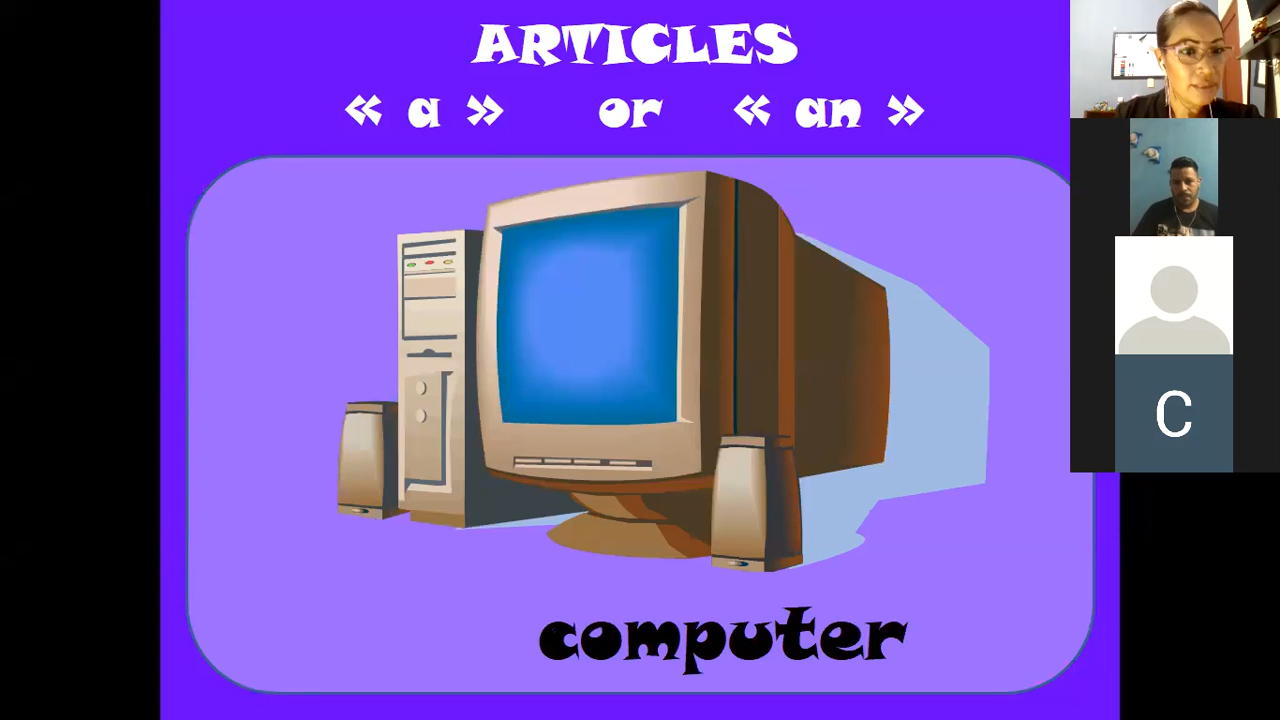 ARTICLES
« a » or « an »
computer
C